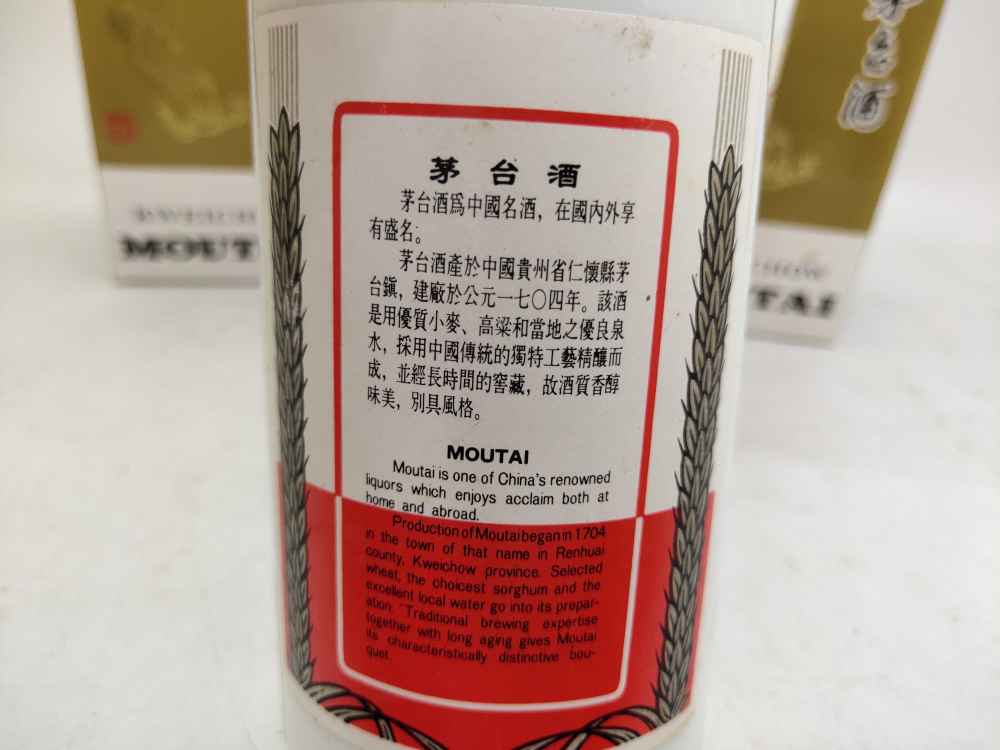 茅台酒
茅台酒爲中國名酒，在國內外享
有盛名。
茅台酒產於中國貴州省仁懷縣茅
台鎭，建廠於公元一七〇四年。該酒
是用優質小麥、高粱和當地之優良泉
水，採用中國傳統的獨特工藝精釀而
成，並經長時間的窖藏，故酒質香醇
味美，別具風格。
MOUTAI
Moutai is one of China's renowned
liquors which enjoys acclaim both at
home and abroad.
Production of Moutai began in 1704
in the town of that name in Renhuai
county, Kweichow province. Selected
wheat, the choicest sorghum and the
excellent local water go into its prepar-
ation. Traditional brewing expertise
together with long aging gives Moutai
its characteristically distinctive bou-
quet.
KWEICH
MOUT
茅台酒
CHOW
TAI